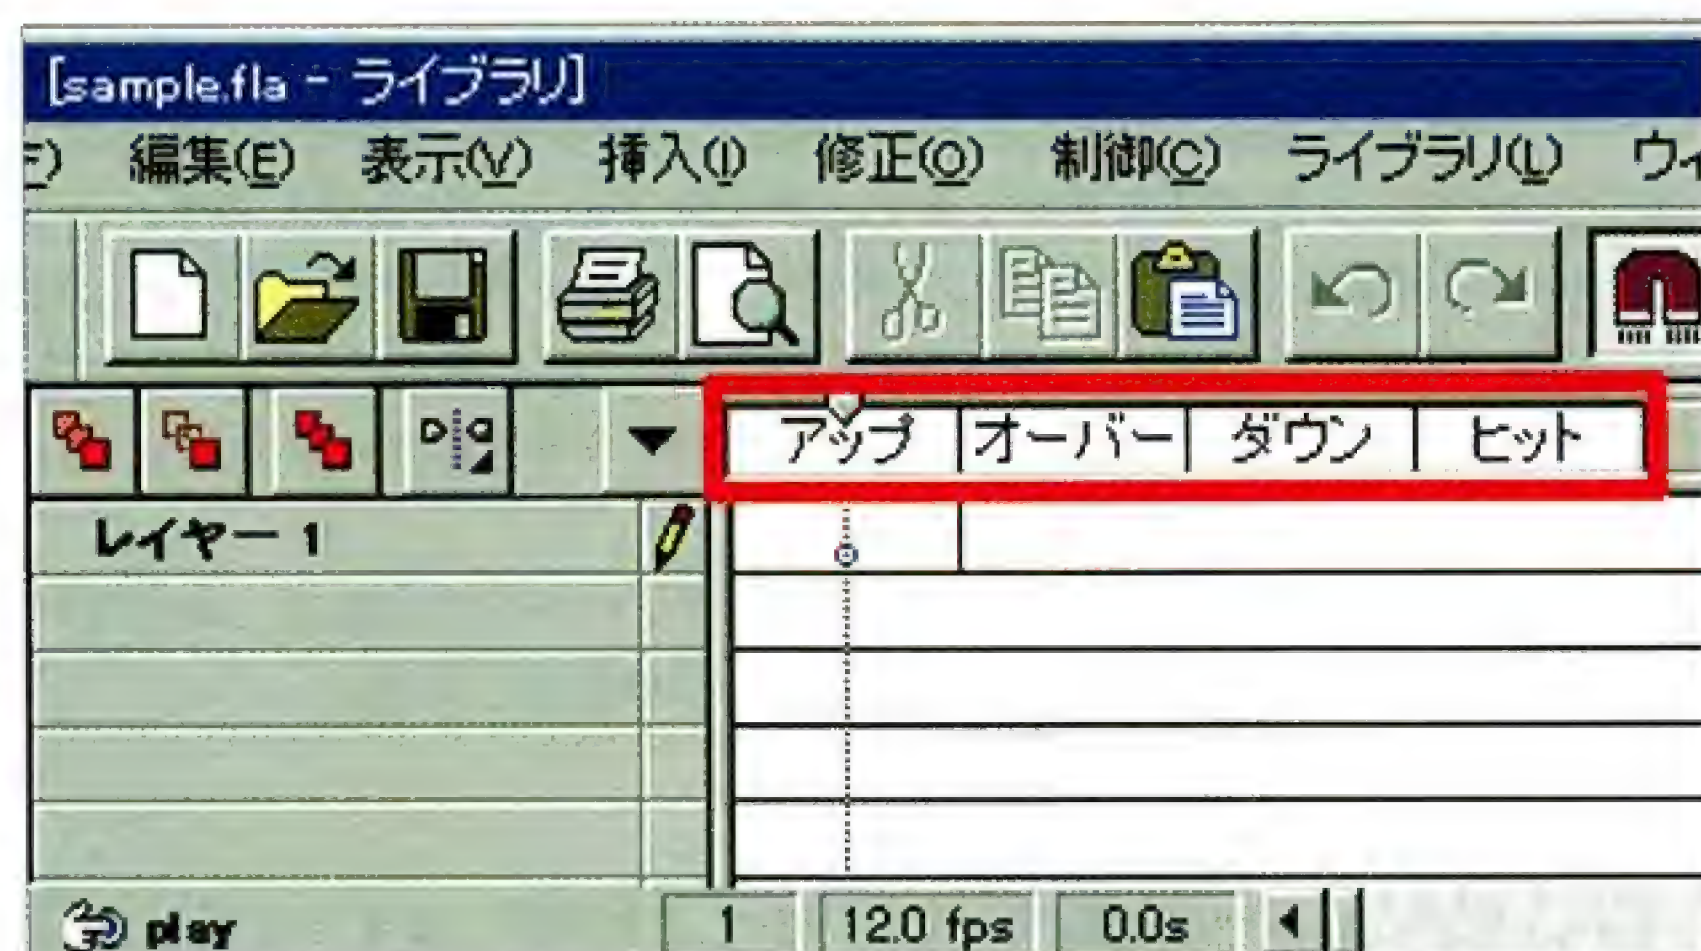 [sample.fla - ライブラリ]
F) 編集(E) 表示(V) 挿入(I) 修正(O) 制御(C) ライブラリ(L) ウィ
アップ オーバー ダウン ヒット
レイヤー 1
play 1 12.0 fps 0.0s